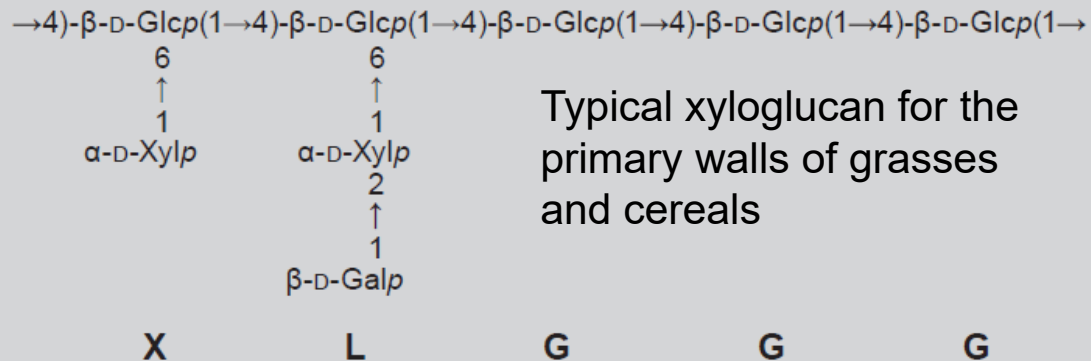 →4)-β-D-Glcp(1→4)-β-D-Glcp(1→4)-β-D-Glcp(1→4)-β-D-Glcp(1→4)-β-D-Glcp(1→
6 6
↑ ↑
1 1
α-D-Xylp α-D-Xylp
2
↑
1
β-D-Galp
Typical xyloglucan for the
primary walls of grasses
and cereals
X L G G G